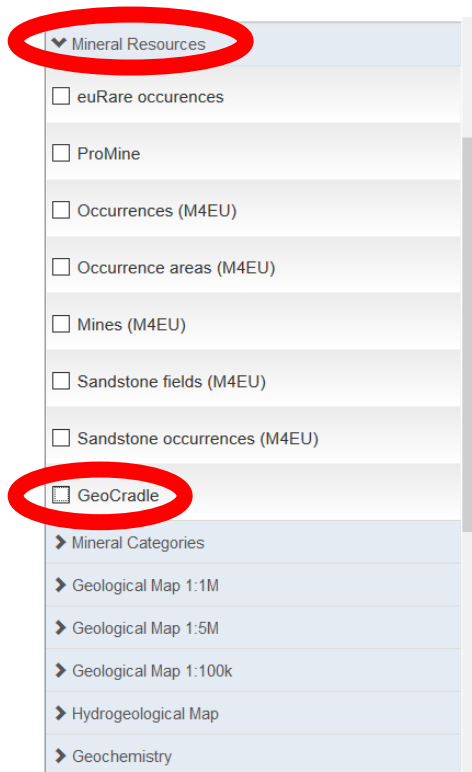 Mineral Resources
euRare occurences
ProMine
Occurrences (M4EU)
Occurrence areas (M4EU)
Mines (M4EU)
Sandstone fields (M4EU)
Sandstone occurrences (M4EU)
GeoCradle
Mineral Categories
Geological Map 1:1M
Geological Map 1:5M
Geological Map 1:100k
Hydrogeological Map
Geochemistry